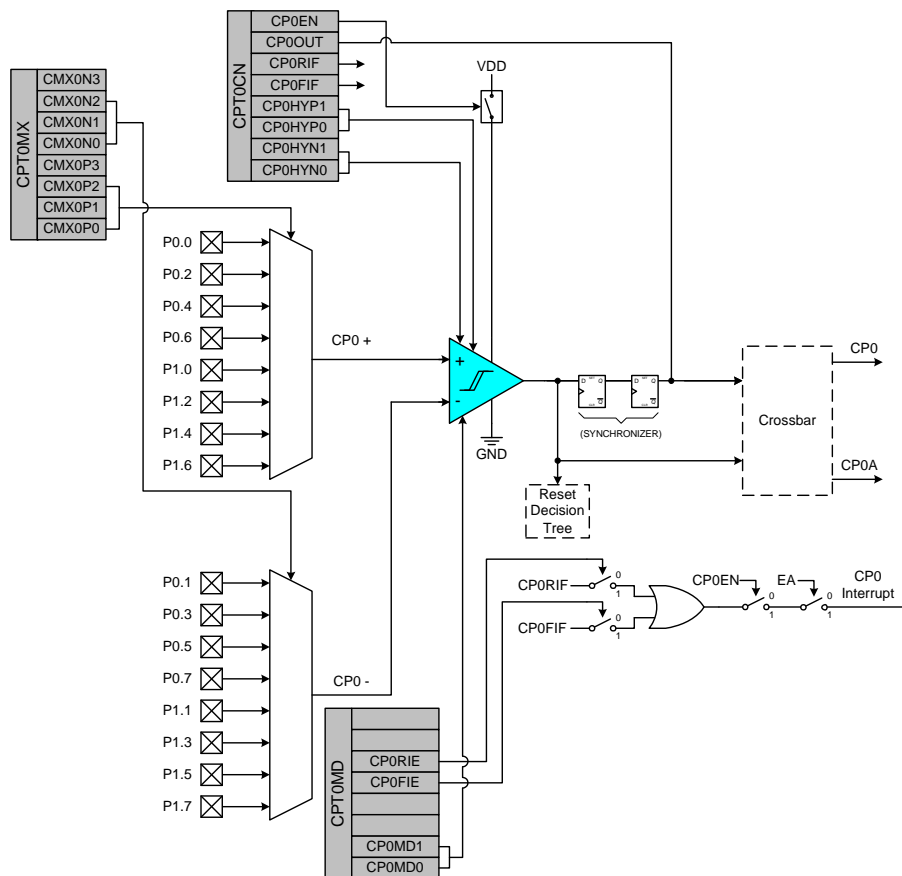 CPT0CN
CP0EN
CP0OUT
CP0RIF
CP0FIF
CP0HYP1
CP0HYP0
CP0HYN1
CP0HYN0
VDD
CPT0MX
CMX0N3
CMX0N2
CMX0N1
CMX0N0
CMX0P3
CMX0P2
CMX0P1
CMX0P0
P0.0
P0.2
P0.4
P0.6
P1.0
P1.2
P1.4
P1.6
CP0 +
+
-
GND
D Q
Q
D Q
Q
(SYNCHRONIZER)
Reset
Decision
Tree
Crossbar
CP0
CP0A
P0.1
P0.3
P0.5
P0.7
P1.1
P1.3
P1.5
P1.7
CP0 -
CP0RIF
0
1
CP0FIF
0
1
CP0EN
0
1
EA
0
1
CP0
Interrupt
CPT0MD
CP0RIE
CP0FIE
CP0MD1
CP0MD0